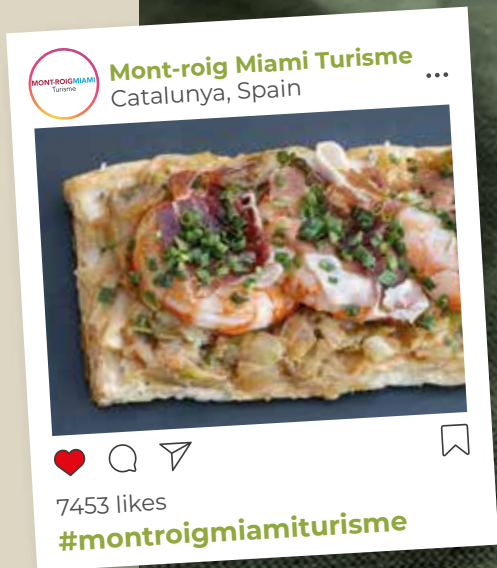 MONT-ROIGMIAMI
Turisme
Mont-roig Miami Turisme
Catalunya, Spain
7453 likes
#montroigmiamiturisme